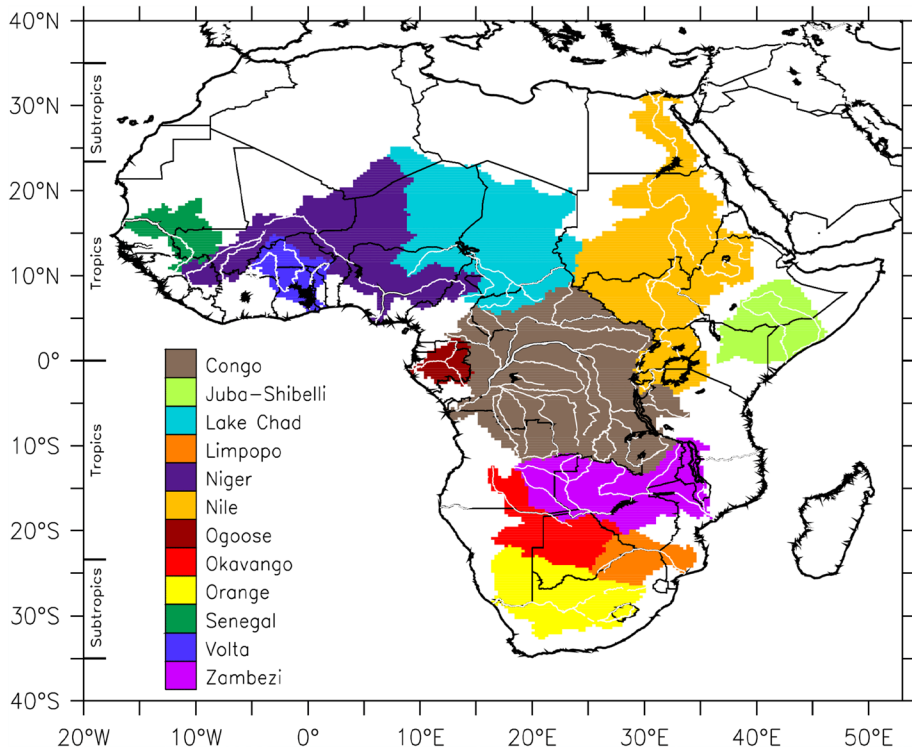 40°N
30°N
20°N
10°N
0°
10°S
20°S
30°S
40°S
Subtropics
Tropics
Tropics
Subtropics
Congo
Juba-Shibelli
Lake Chad
Limpopo
Niger
Nile
Ogoose
Okavango
Orange
Senegal
Volta
Zambezi
20°W 10°W 0° 10°E 20°E 30°E 40°E 50°E